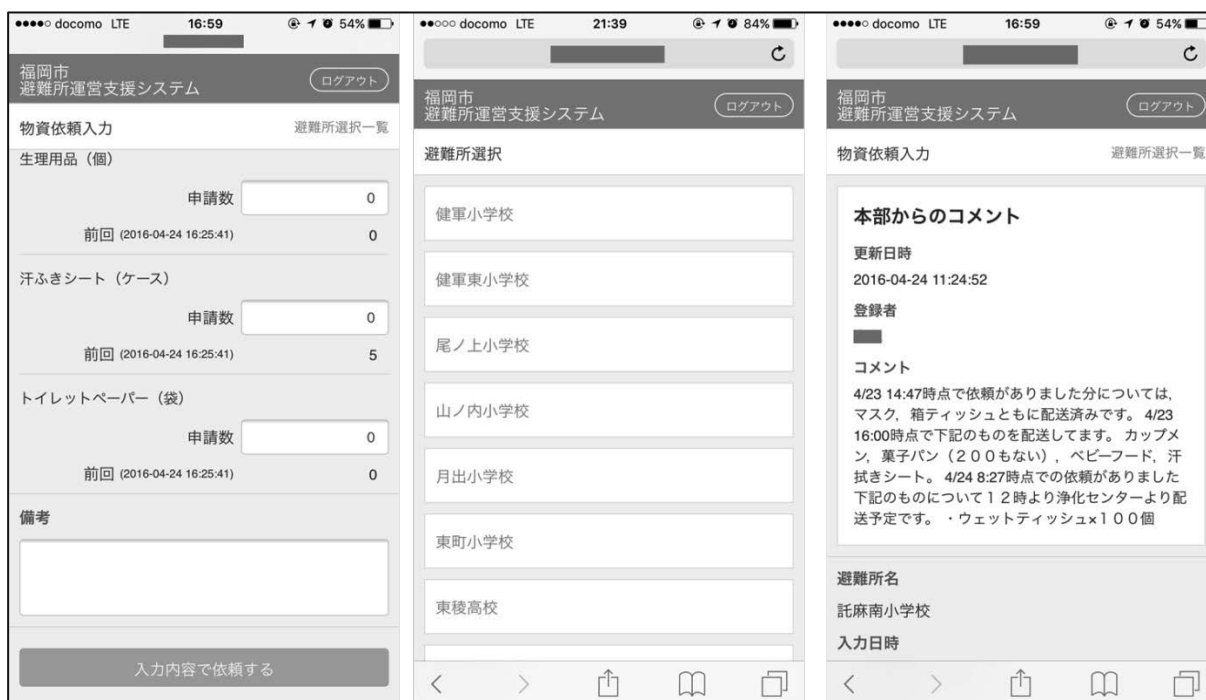 ●●●●○ docomo LTE 16:59 54%
福岡市
避難所運営支援システム
ログアウト
物資依頼入力 避難所選択一覧
生理用品（個）
申請数 0
前回 (2016-04-24 16:25:41) 0
汗ふきシート（ケース）
申請数 0
前回 (2016-04-24 16:25:41) 5
トイレットペーパー（袋）
申請数 0
前回 (2016-04-24 16:25:41) 0
備考
入力内容で依頼する
●●○○○ docomo LTE 21:39 84%
福岡市
避難所運営支援システム
ログアウト
避難所選択
健軍小学校
健軍東小学校
尾ノ上小学校
山ノ内小学校
月出小学校
東町小学校
東稜高校
●●●●○ docomo LTE 16:59 54%
福岡市
避難所運営支援システム
ログアウト
物資依頼入力 避難所選択一覧
本部からのコメント
更新日時
2016-04-24 11:24:52
登録者
コメント
4/23 14:47時点で依頼がありました分については，
マスク，箱ティッシュともに配送済みです。 4/23
16:00時点で下記のものを配送してます。 カップメ
ン，菓子パン（２００もない），ベビーフード，汗
拭きシート。 4/24 8:27時点での依頼がありました
下記のものについて１２時より浄化センターより配
送予定です。 ・ウェットティッシュx１００個
避難所名
託麻南小学校
入力日時